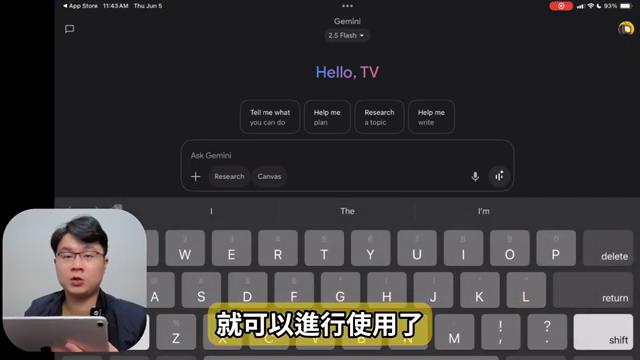 App Store 11:43 AM Thu Jun 5
93%
Gemini
2.5 Flash
Hello, TV
Tell me what
you can do
Help me
plan
Research
a topic
Help me
write
Ask Gemini
Research Canvas
I The I'm
W E R T Y U I O P delete
A S D F G H J K L return
Z X C V B N M ! , ? . shift
就可以進行使用了